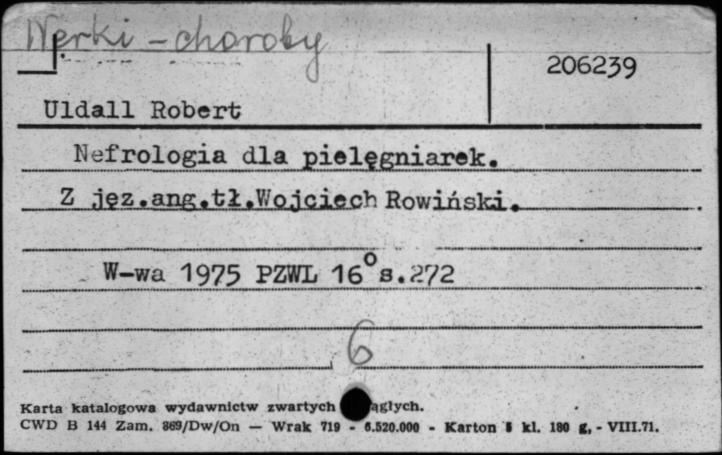 Nerki - choroby
206239
Uldall Robert
Nefrologia dla pielęgniarek.
Z jęz.ang.tł.Wojciech Rowiński.
W-wa 1975 PZWL 16° s.272
6
Karta katalogowa wydawnictw zwartych
CWD B 144 Zam. 869/Dw/On — Wrak 719 - 6.520.000 - Karton kl. 180 g, - VIII.71.